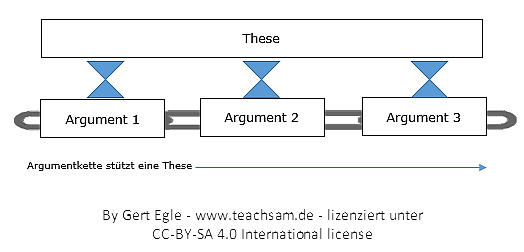 These
Argument 1 Argument 2 Argument 3
Argumentkette stützt eine These
By Gert Egle - www.teachsam.de - lizenziert unter
CC-BY-SA 4.0 International license